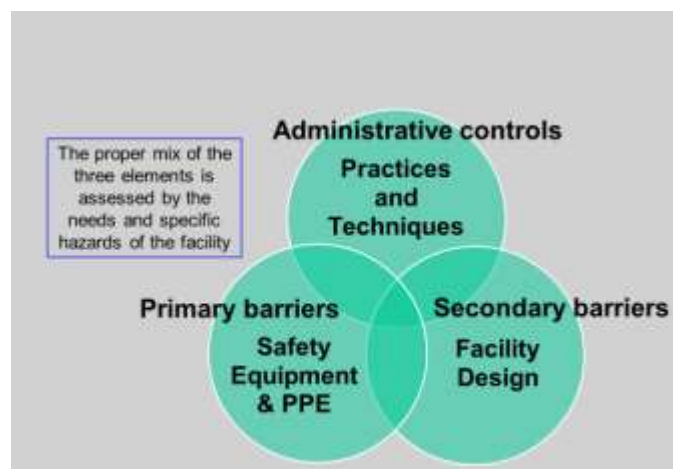 Administrative controls
The proper mix of the
three elements is
assessed by the
needs and specific
hazards of the facility
Practices
and
Techniques
Primary barriers
Safety
Equipment
& PPE
Secondary barriers
Facility
Design